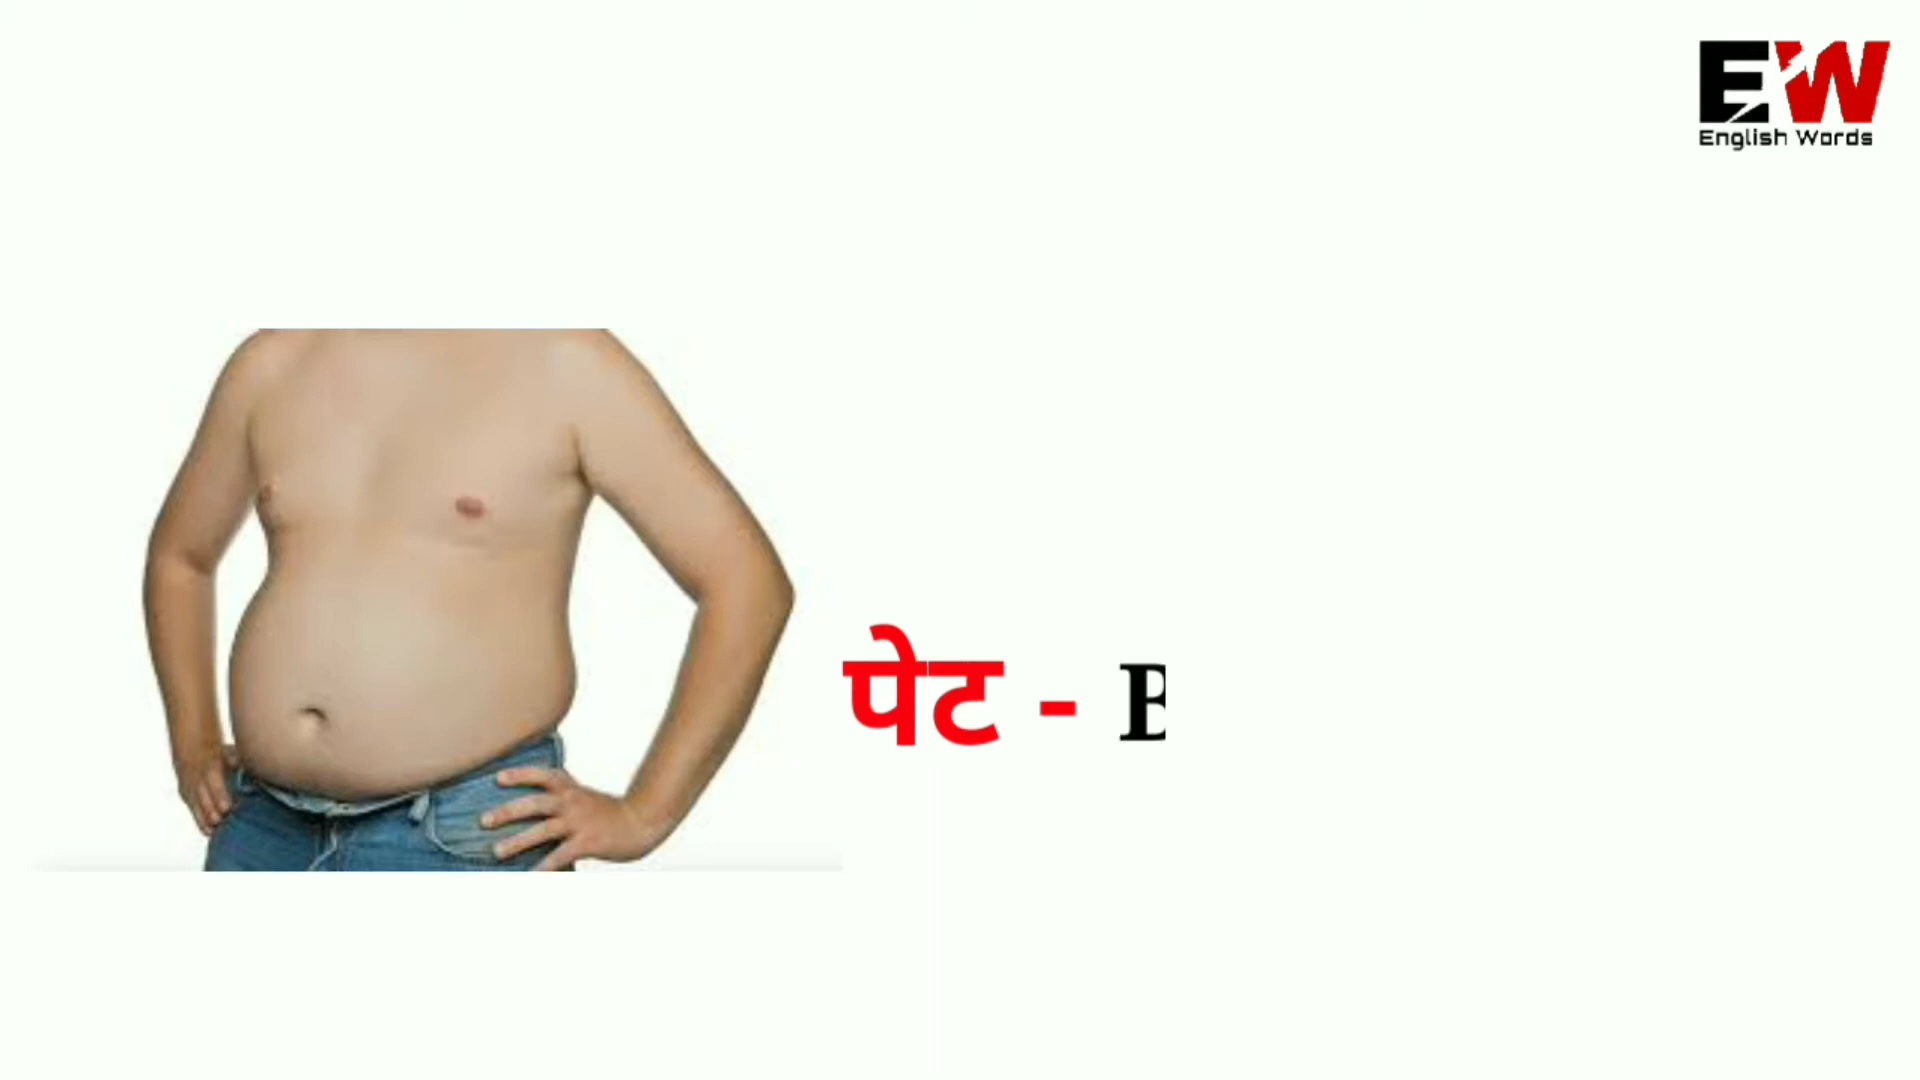 EW
English Words
पेट -